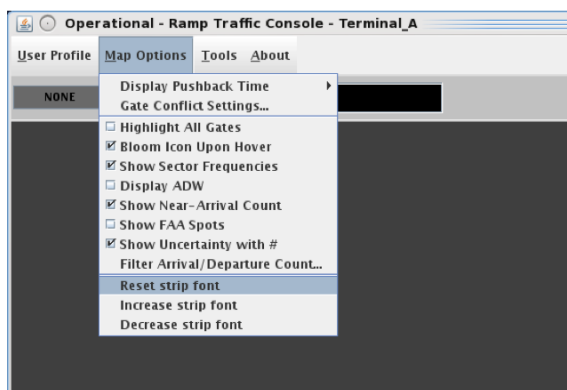 Operational - Ramp Traffic Console - Terminal_A
User Profile Map Options Tools About
NONE
Display Pushback Time
Gate Conflict Settings...
Highlight All Gates
Bloom Icon Upon Hover
Show Sector Frequencies
Display ADW
Show Near-Arrival Count
Show FAA Spots
Show Uncertainty with #
Filter Arrival/Departure Count...
Reset strip font
Increase strip font
Decrease strip font